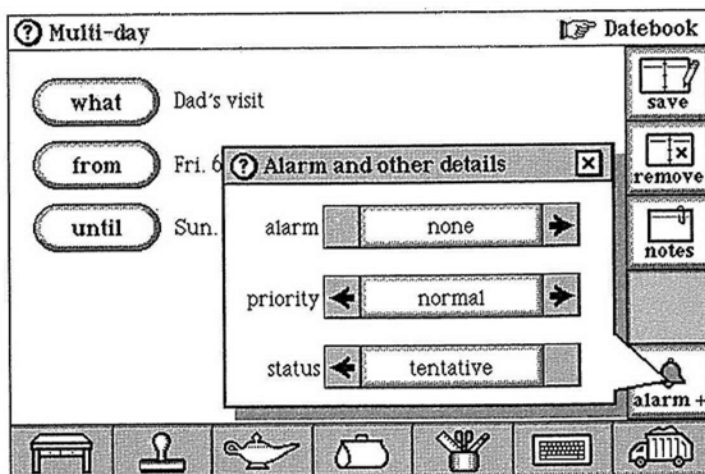 ? Multi-day
Datebook
what Dad's visit
from Fri. 6
until Sun.
? Alarm and other details X
alarm none
priority normal
status tentative
save
remove
notes
alarm +